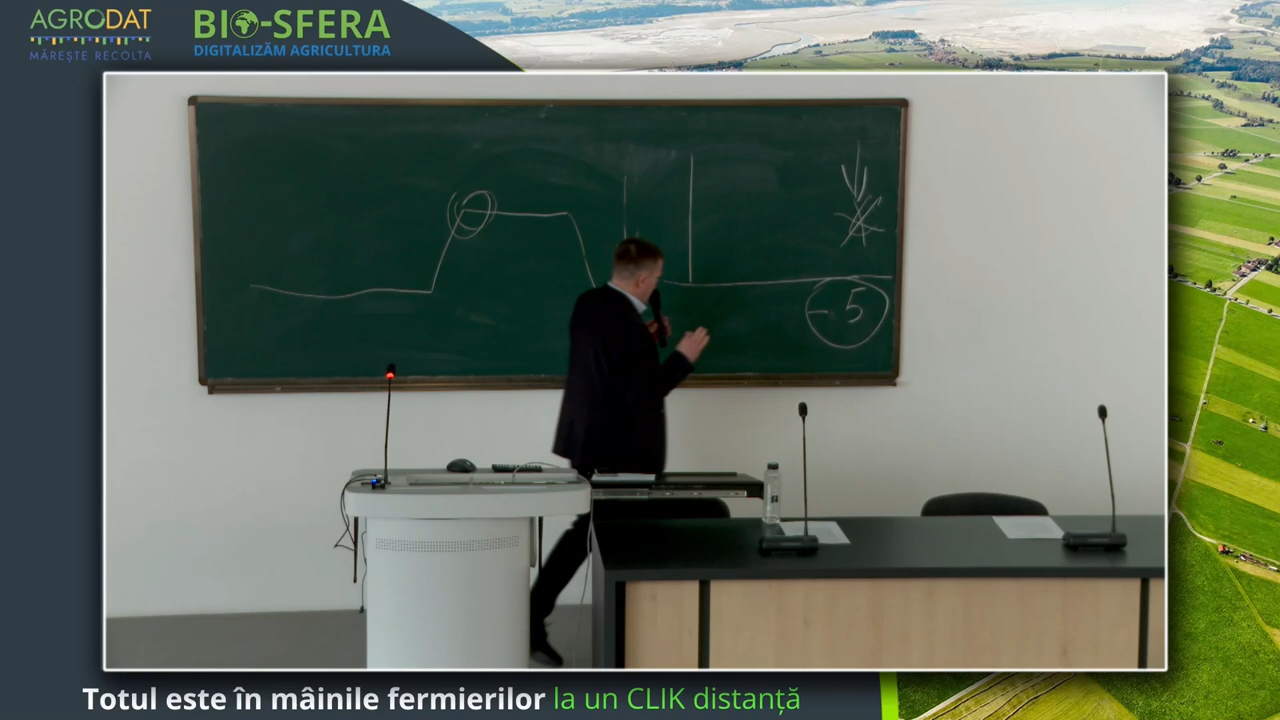 AGRODAT
MĂREȘTE RECOLTA
BIO-SFERA
DIGITALIZĂM AGRICULTURA
- 5
Totul este în mâinile fermierilor la un CLIK distanță